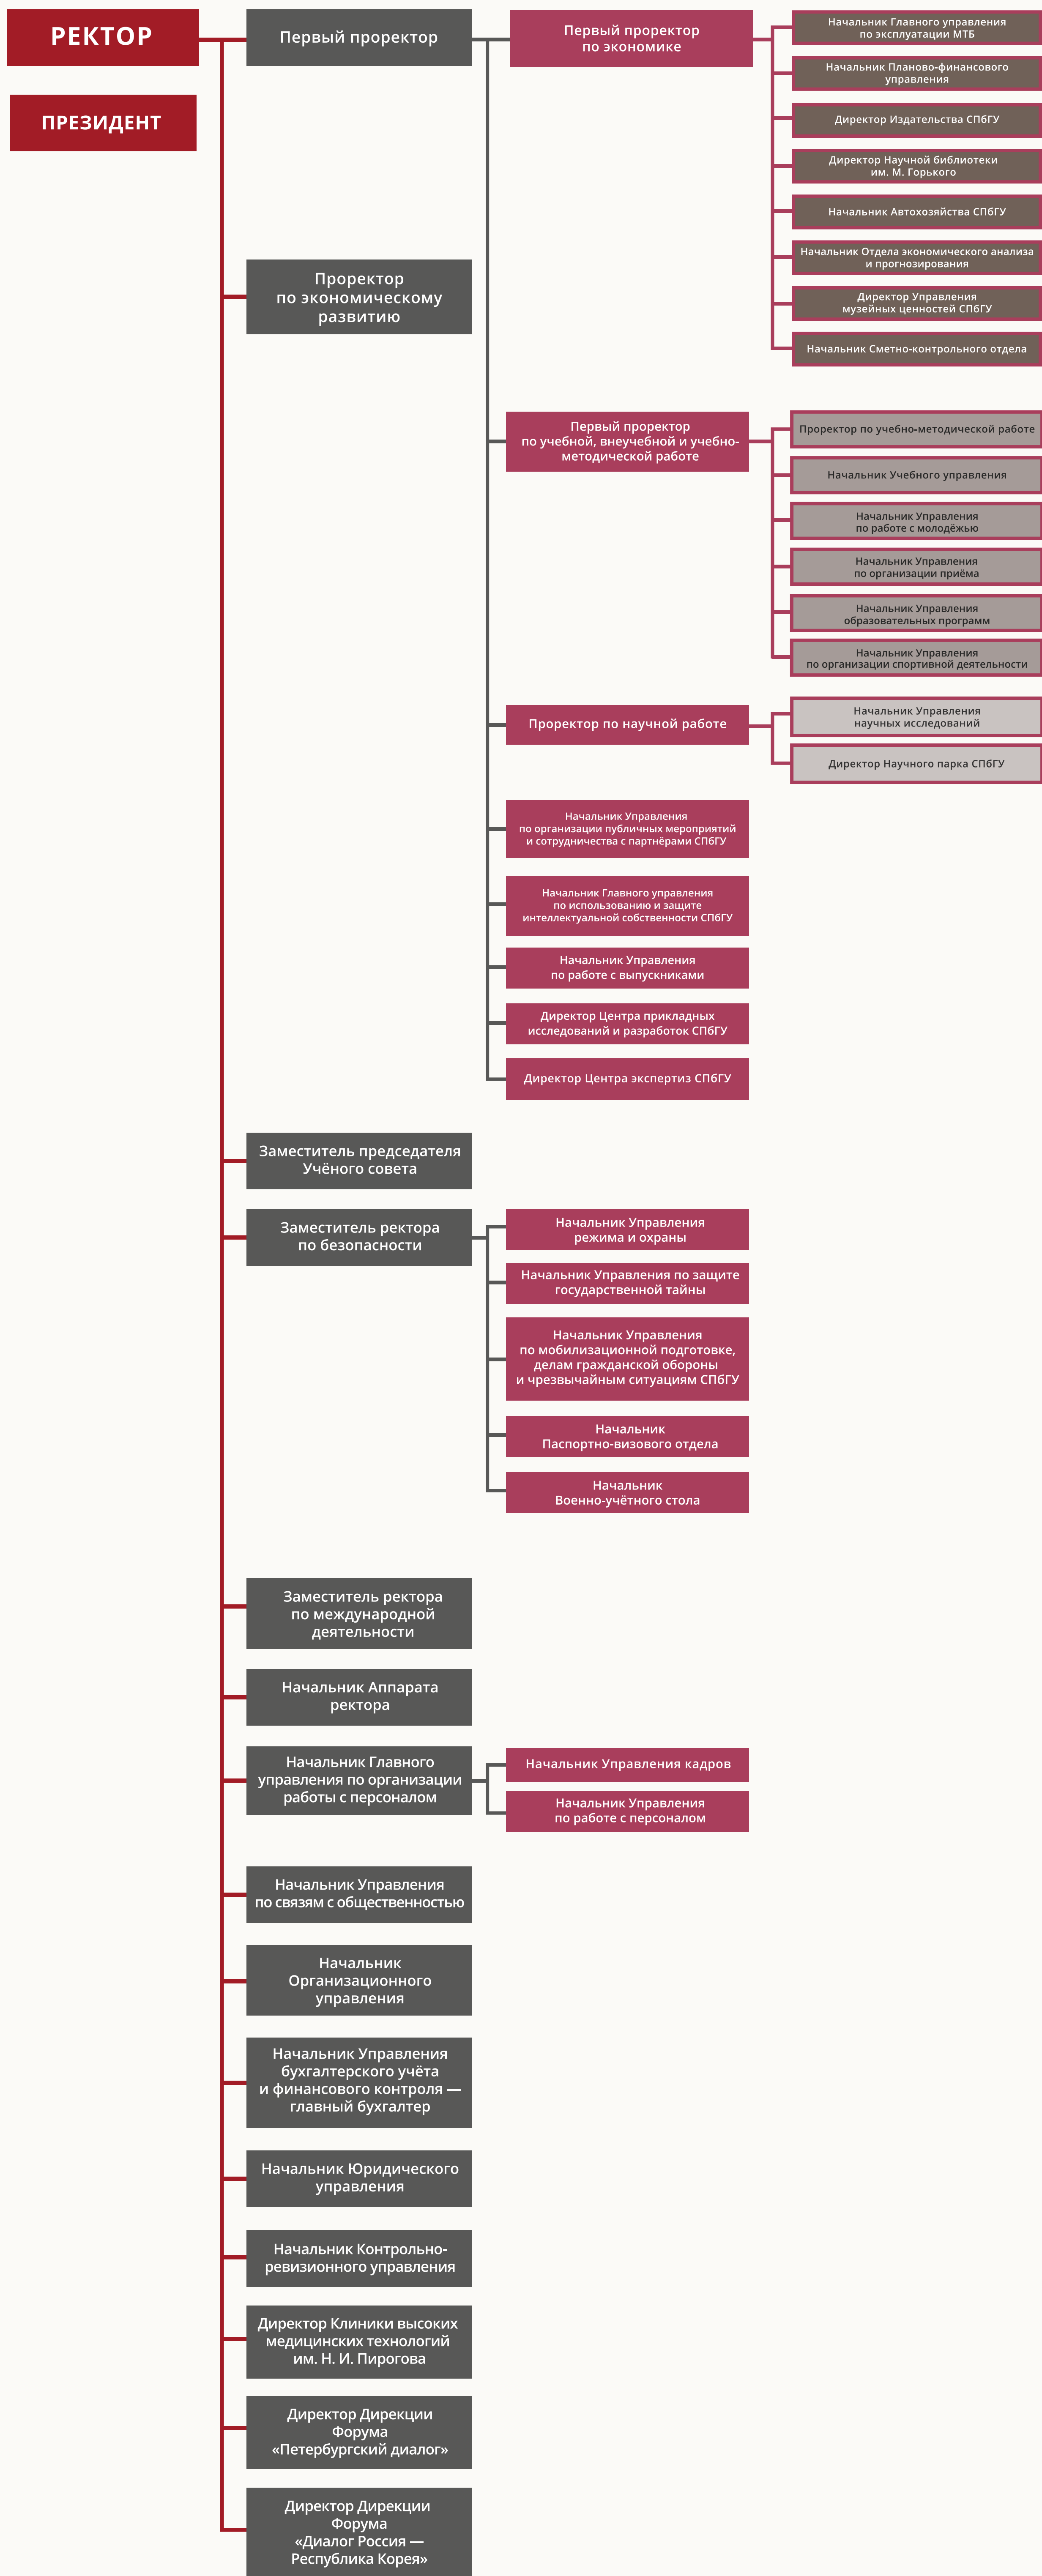 РЕКТОР
ПРЕЗИДЕНТ
Первый проректор
Первый проректор
по экономике
Начальник Главного управления
по эксплуатации МТБ
Начальник Планово-финансового
управления
Директор Издательства СПбГУ
Директор Научной библиотеки
им. М. Горького
Начальник Автохозяйства СПбГУ
Начальник Отдела экономического анализа
и прогнозирования
Директор Управления
музейных ценностей СПбГУ
Начальник Сметно-контрольного отдела
Проректор
по экономическому
развитию
Первый проректор
по учебной, внеучебной и учебно-
методической работе
Проректор по учебно-методической работе
Начальник Учебного управления
Начальник Управления
по работе с молодёжью
Начальник Управления
по организации приёма
Начальник Управления
образовательных программ
Начальник Управления
по организации спортивной деятельности
Проректор по научной работе
Начальник Управления
научных исследований
Директор Научного парка СПбГУ
Начальник Управления
по организации публичных мероприятий
и сотрудничества с партнёрами СПбГУ
Начальник Главного управления
по использованию и защите
интеллектуальной собственности СПбГУ
Начальник Управления
по работе с выпускниками
Директор Центра прикладных
исследований и разработок СПбГУ
Директор Центра экспертиз СПбГУ
Заместитель председателя
Учёного совета
Заместитель ректора
по безопасности
Начальник Управления
режима и охраны
Начальник Управления по защите
государственной тайны
Начальник Управления
по мобилизационной подготовке,
делам гражданской обороны
и чрезвычайным ситуациям СПбГУ
Начальник
Паспортно-визового отдела
Начальник
Военно-учётного стола
Заместитель ректора
по международной
деятельности
Начальник Аппарата
ректора
Начальник Главного
управления по организации
работы с персоналом
Начальник Управления кадров
Начальник Управления
по работе с персоналом
Начальник Управления
по связям с общественностью
Начальник
Организационного
управления
Начальник Управления
бухгалтерского учёта
и финансового контроля —
главный бухгалтер
Начальник Юридического
управления
Начальник Контрольно-
ревизионного управления
Директор Клиники высоких
медицинских технологий
им. Н. И. Пирогова
Директор Дирекции
Форума
«Петербургский диалог»
Директор Дирекции
Форума
«Диалог Россия —
Республика Корея»